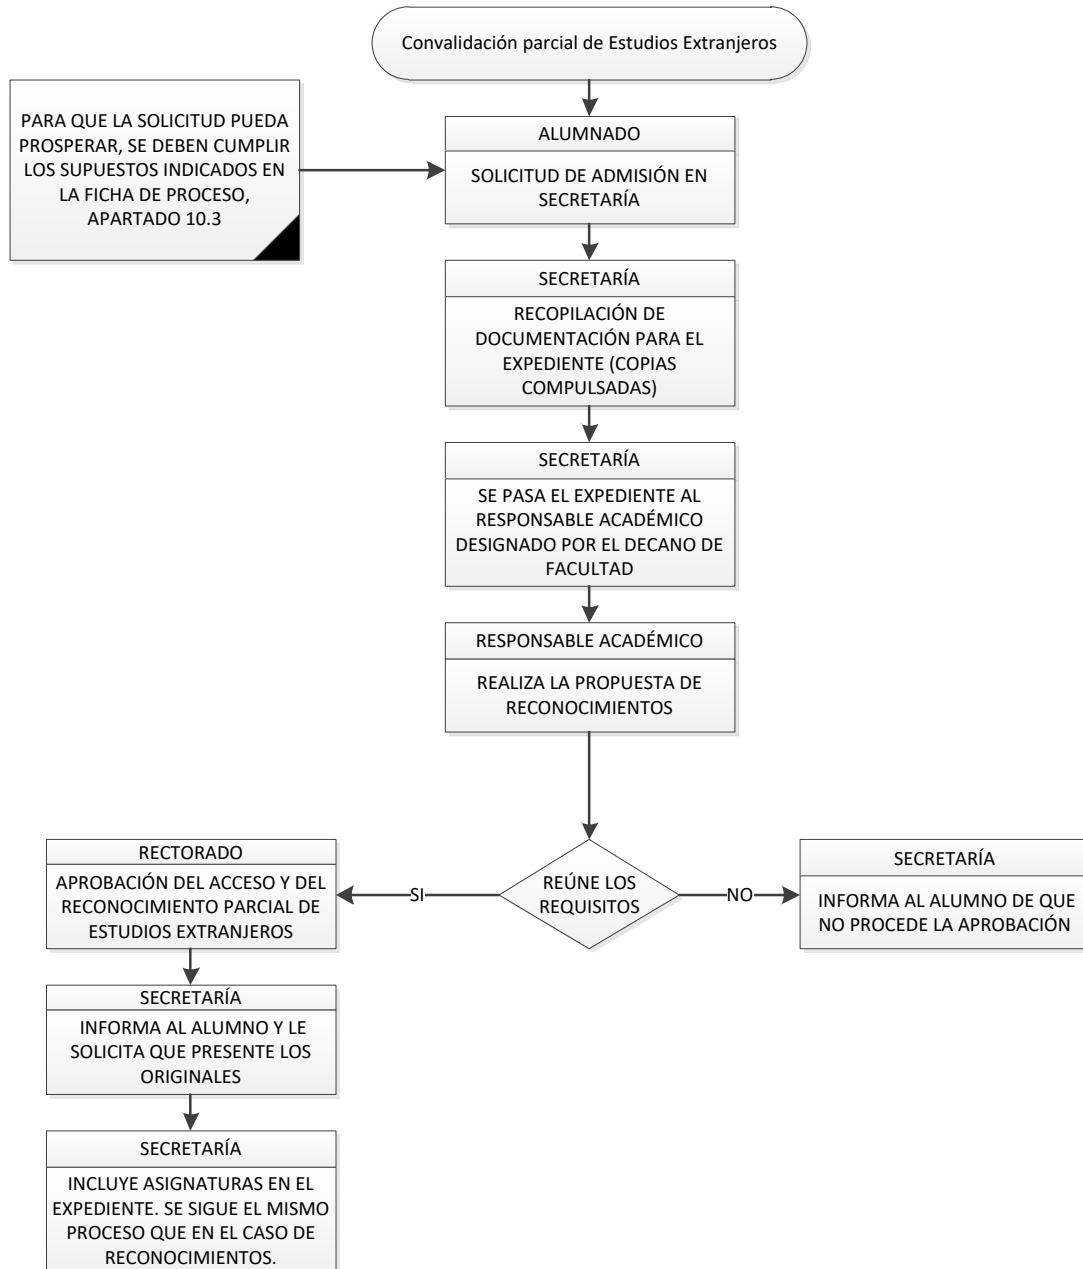 Convalidación parcial de Estudios Extranjeros
PARA QUE LA SOLICITUD PUEDA
PROSPERAR, SE DEBEN CUMPLIR
LOS SUPUESTOS INDICADOS EN
LA FICHA DE PROCESO,
APARTADO 10.3
ALUMNADO
SOLICITUD DE ADMISIÓN EN
SECRETARÍA
SECRETARÍA
RECOPILACIÓN DE
DOCUMENTACIÓN PARA EL
EXPEDIENTE (COPIAS
COMPULSADAS)
SECRETARÍA
SE PASA EL EXPEDIENTE AL
RESPONSABLE ACADÉMICO
DESIGNADO POR EL DECANO DE
FACULTAD
RESPONSABLE ACADÉMICO
REALIZA LA PROPUESTA DE
RECONOCIMIENTOS
REÚNE LOS
REQUISITOS
SI
NO
RECTORADO
APROBACIÓN DEL ACCESO Y DEL
RECONOCIMIENTO PARCIAL DE
ESTUDIOS EXTRANJEROS
SECRETARÍA
INFORMA AL ALUMNO DE QUE
NO PROCEDE LA APROBACIÓN
SECRETARÍA
INFORMA AL ALUMNO Y LE
SOLICITA QUE PRESENTE LOS
ORIGINALES
SECRETARÍA
INCLUYE ASIGNATURAS EN EL
EXPEDIENTE. SE SIGUE EL MISMO
PROCESO QUE EN EL CASO DE
RECONOCIMIENTOS.